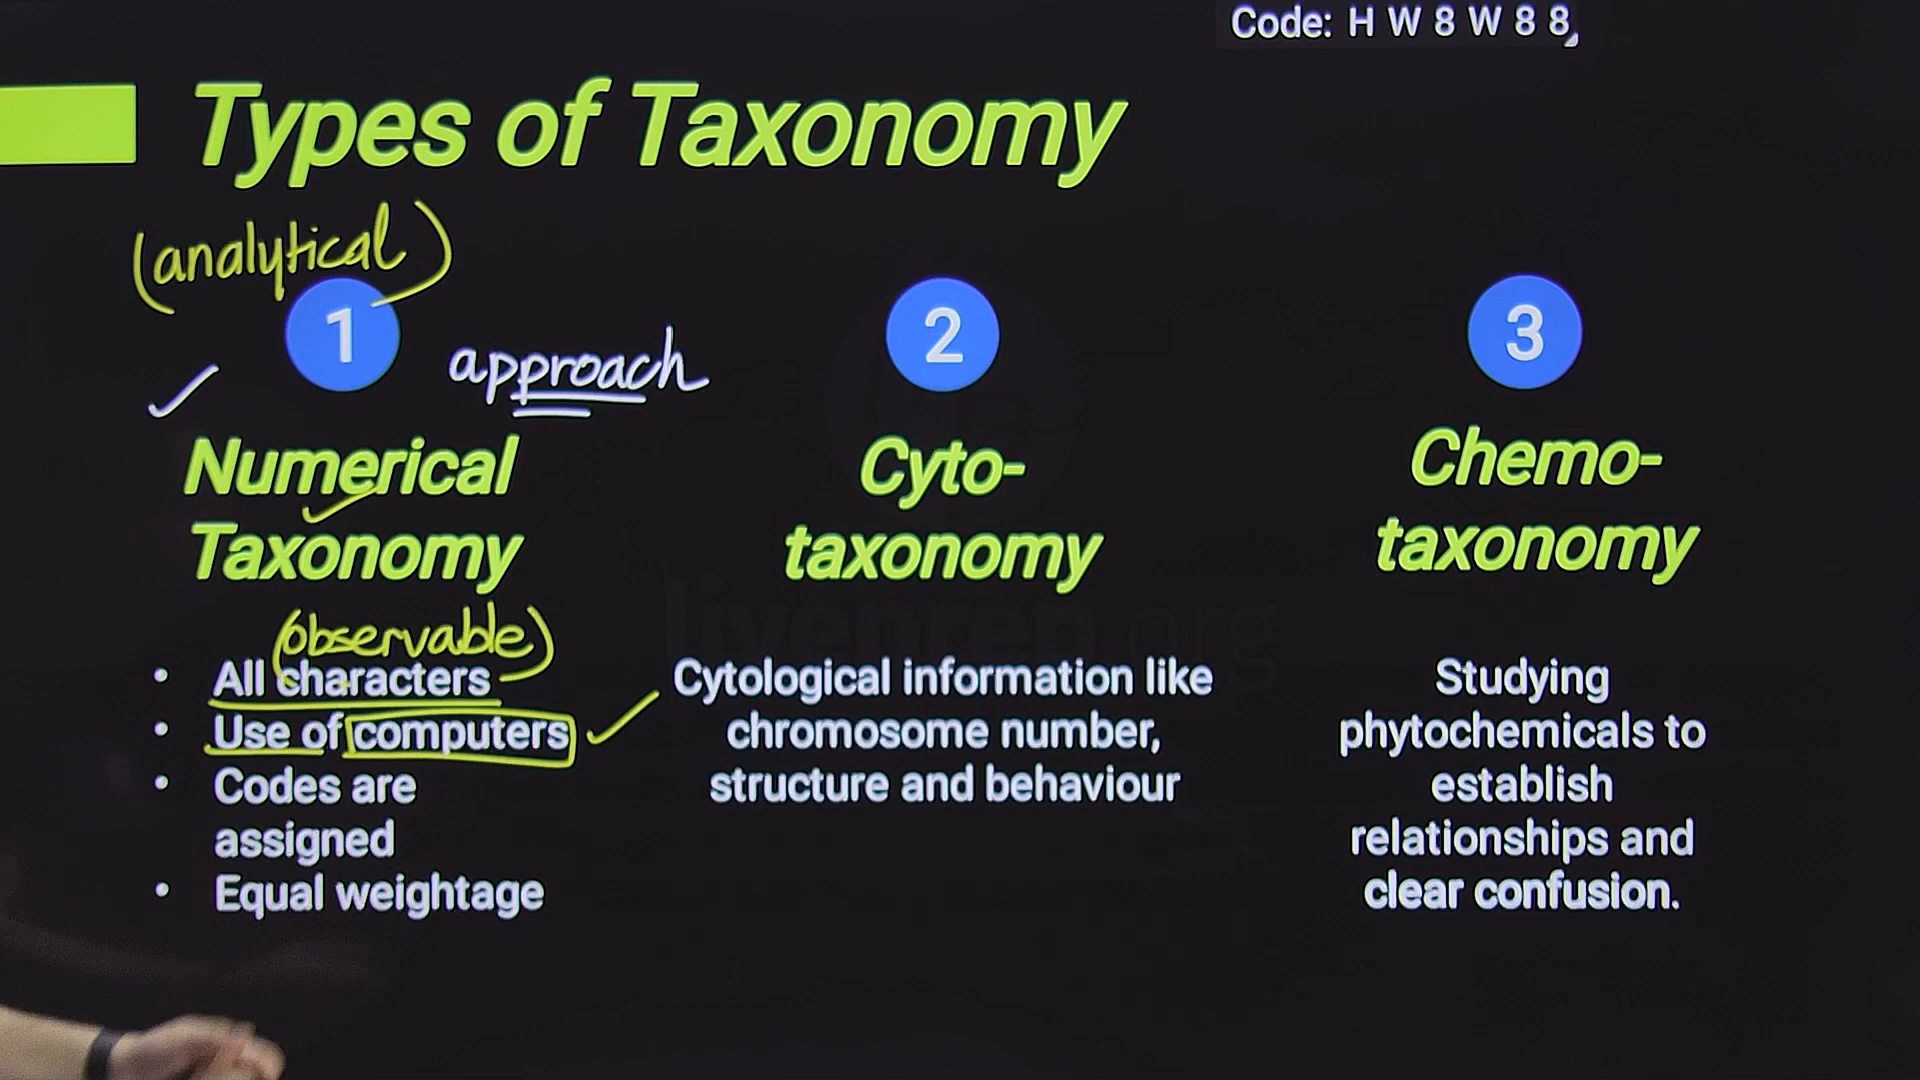 Code: H W 8 W 8 8
Types of Taxonomy
(analytical)
1
approach
Numerical
Taxonomy
(observable)
• All characters
• Use of computers
• Codes are
assigned
• Equal weightage
2
Cyto-
taxonomy
Cytological information like
chromosome number,
structure and behaviour
3
Chemo-
taxonomy
Studying
phytochemicals to
establish
relationships and
clear confusion.
liveprep.org